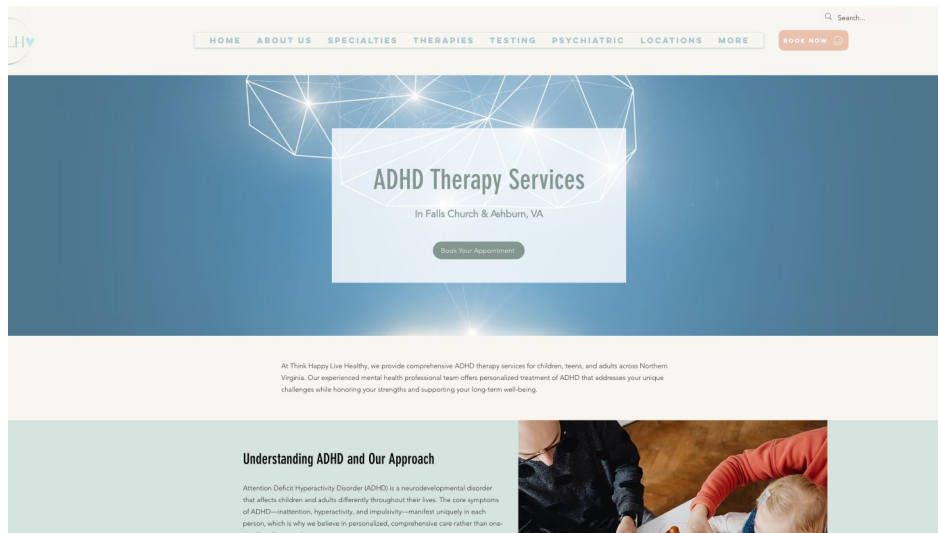 Search...
HOME ABOUT US SPECIALTIES THERAPIES TESTING PSYCHIATRIC LOCATIONS MORE
BOOK NOW
ADHD Therapy Services
In Falls Church & Ashburn, VA
Book Your Appointment
At Think Happy Live Healthy, we provide comprehensive ADHD therapy services for children, teens, and adults across Northern
Virginia. Our experienced mental health professional team offers personalized treatment of ADHD that addresses your unique
challenges while honoring your strengths and supporting your long-term well-being.
Understanding ADHD and Our Approach
Attention Deficit Hyperactivity Disorder (ADHD) is a neurodevelopmental disorder
that affects children and adults differently throughout their lives. The core symptoms
of ADHD—inattention, hyperactivity, and impulsivity—manifest uniquely in each
person, which is why we believe in personalized, comprehensive care rather than one-